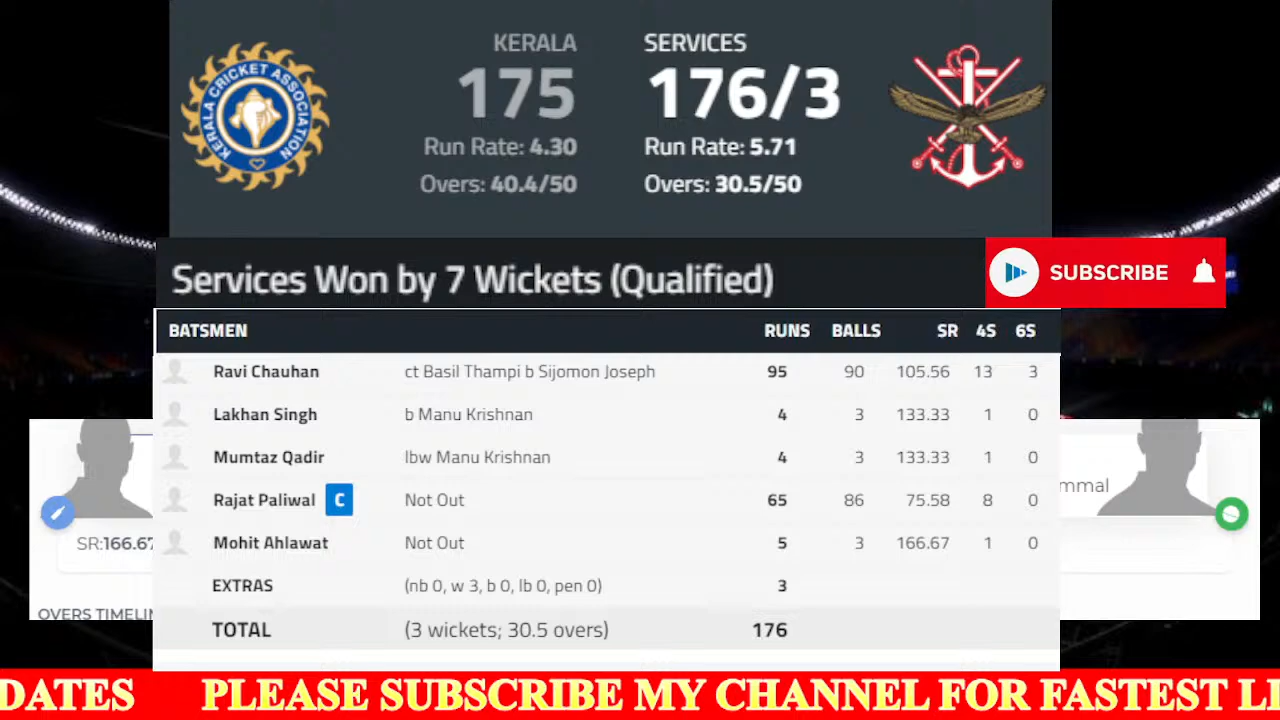 KERALA CRICKET ASSOCIATION
KERALA
175
Run Rate: 4.30
Overs: 40.4/50
SERVICES
176/3
Run Rate: 5.71
Overs: 30.5/50
Services Won by 7 Wickets (Qualified)
SUBSCRIBE
BATSMEN RUNS BALLS SR 4S 6S
Ravi Chauhan ct Basil Thampi b Sijomon Joseph 95 90 105.56 13 3
Lakhan Singh b Manu Krishnan 4 3 133.33 1 0
Mumtaz Qadir lbw Manu Krishnan 4 3 133.33 1 0
Rajat Paliwal C Not Out 65 86 75.58 8 0
Mohit Ahlawat Not Out 5 3 166.67 1 0
EXTRAS (nb 0, w 3, b 0, lb 0, pen 0) 3
TOTAL (3 wickets; 30.5 overs) 176
SR:166.67
OVERS TIMELIN
mmal
DATES PLEASE SUBSCRIBE MY CHANNEL FOR FASTEST LI